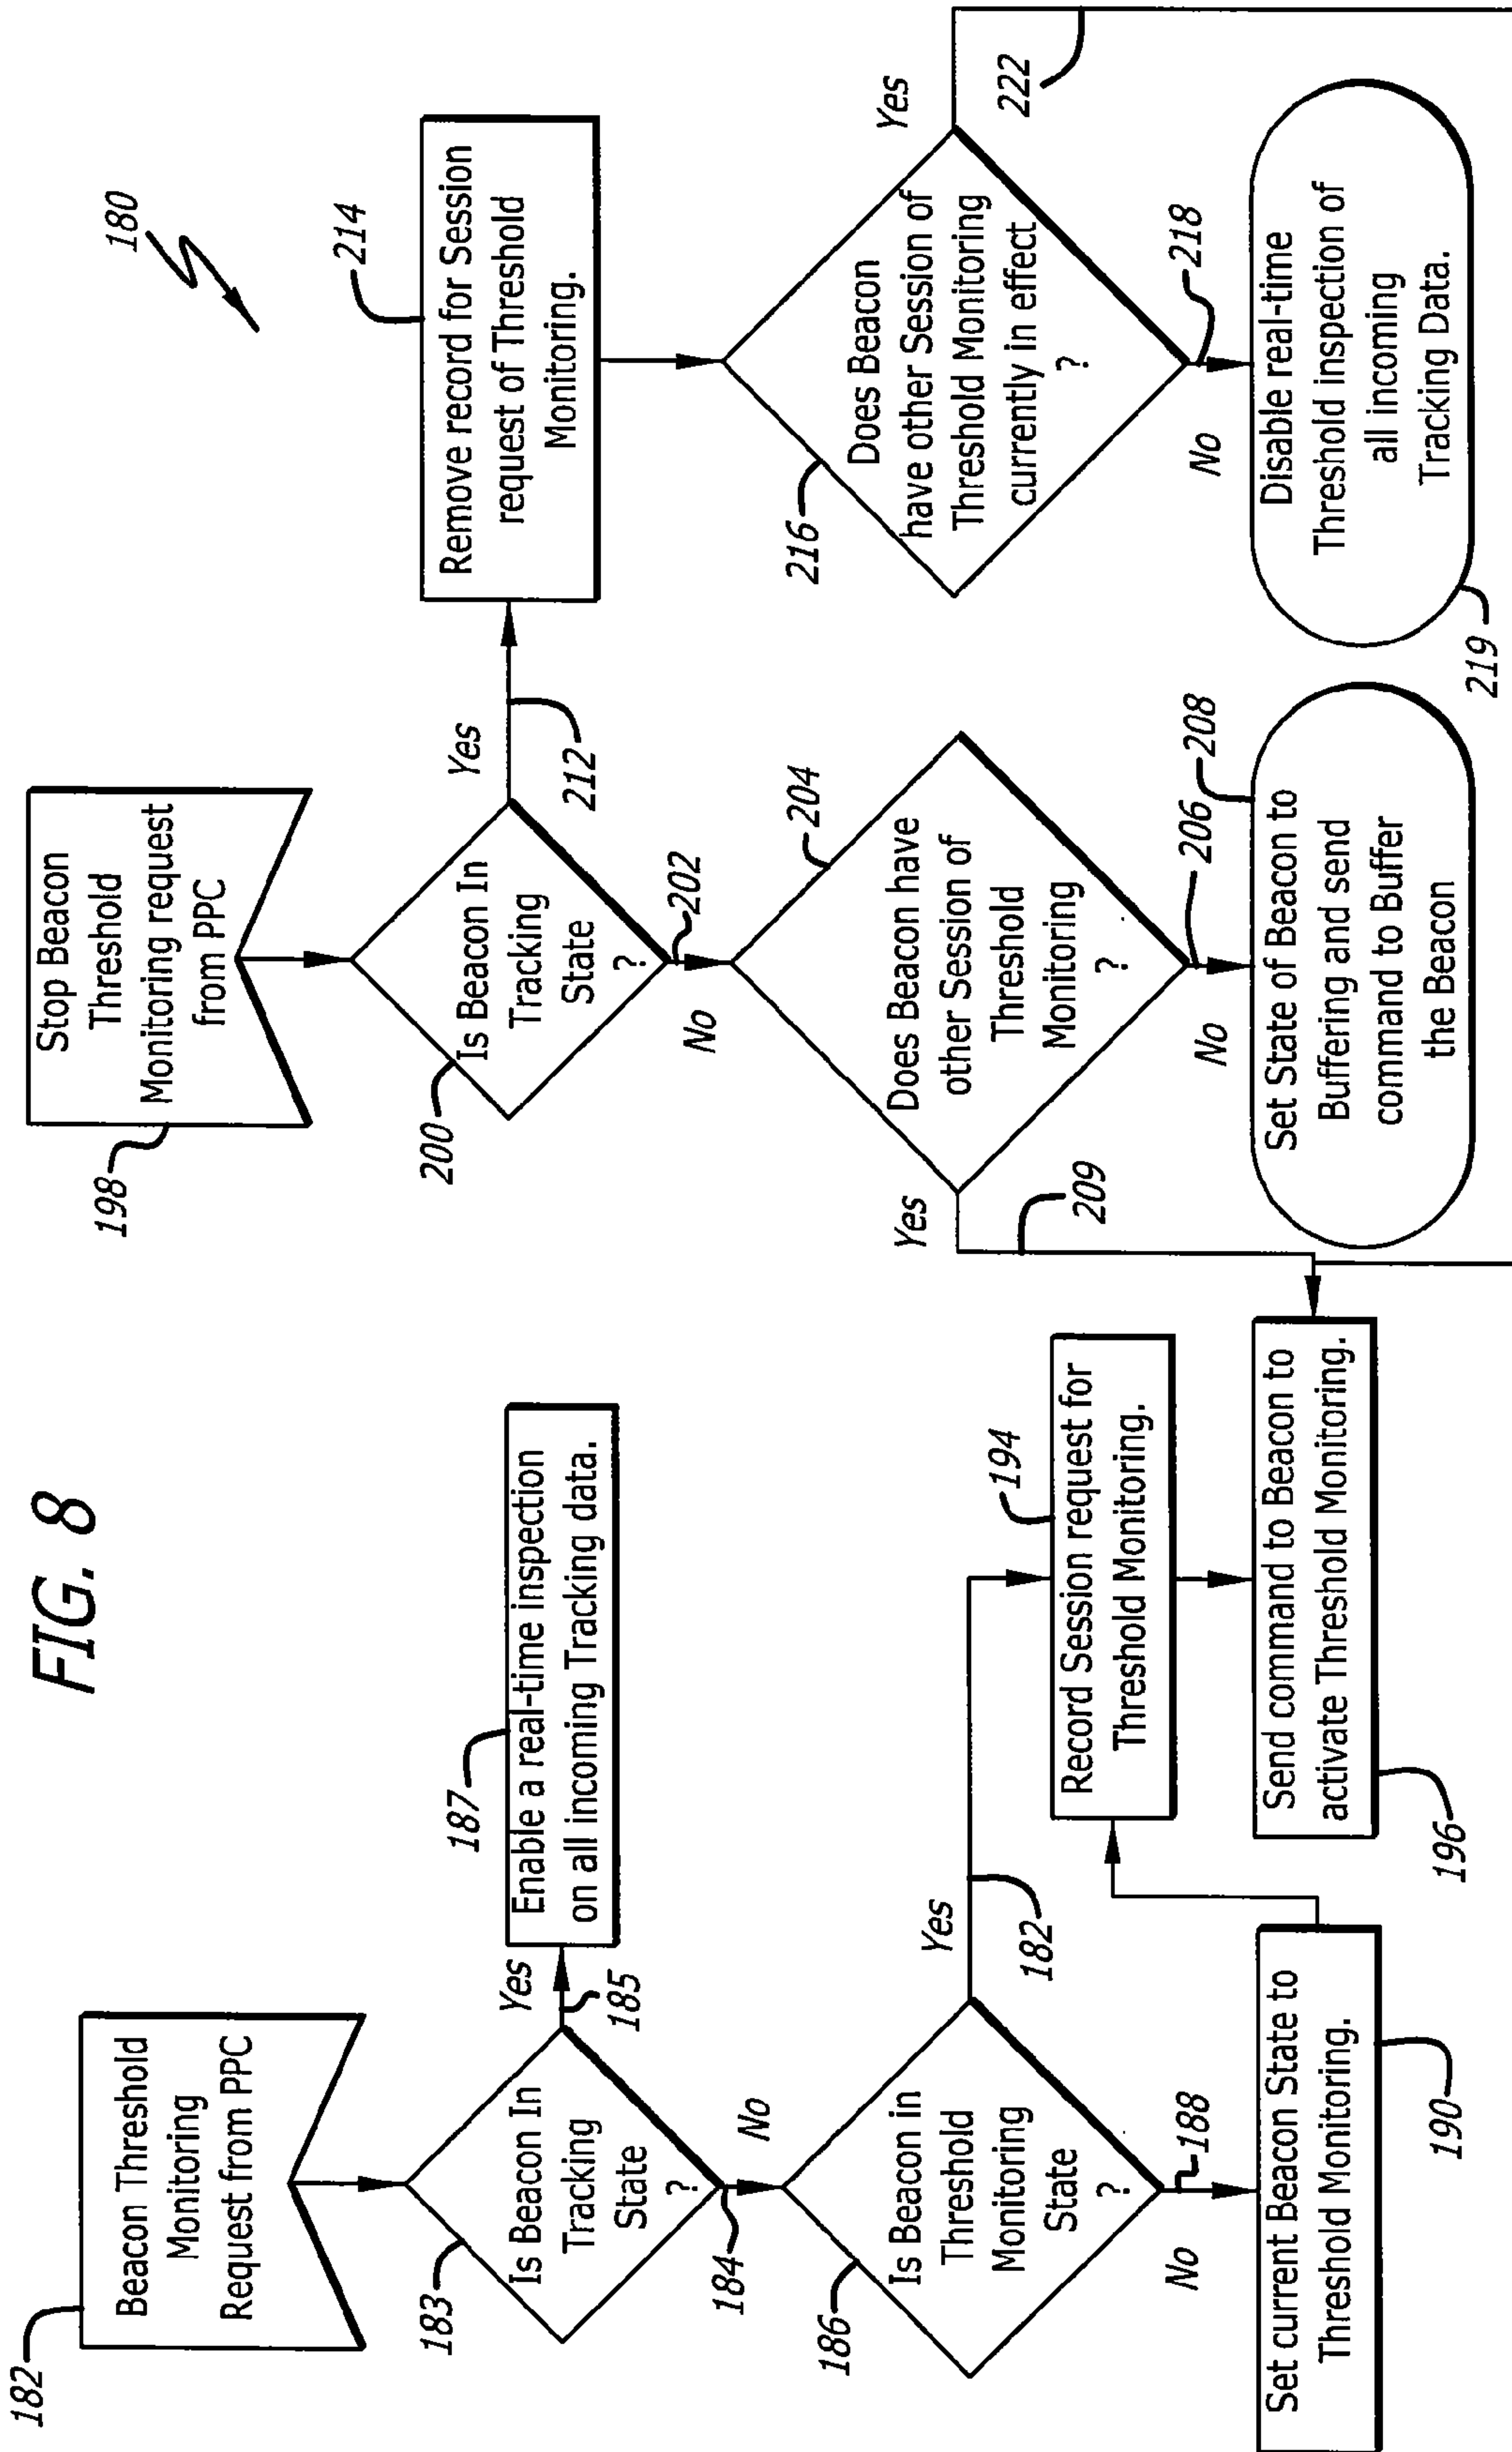 FIG. 8
180
182
Beacon Threshold
Monitoring
Request from PPC
183
Is Beacon In
Tracking
State
?
Yes
185
187
Enable a real-time inspection
on all incoming Tracking data.
184
No
186
Is Beacon in
Threshold
Monitoring
State
?
Yes
182
No
188
Set current Beacon State to
Threshold Monitoring.
190
194
Record Session request for
Threshold Monitoring.
Send command to Beacon to
activate Threshold Monitoring.
196
198
Stop Beacon
Threshold
Monitoring request
from PPC
200
Is Beacon In
Tracking
State
?
Yes
212
No
202
204
Does Beacon have
other Session of
Threshold
Monitoring
?
Yes
209
No
206
208
Set State of Beacon to
Buffering and send
command to Buffer
the Beacon
214
Remove record for Session
request of Threshold
Monitoring.
216
Does Beacon
have other Session of
Threshold Monitoring
currently in effect
?
Yes
222
No
218
Disable real-time
Threshold inspection of
all incoming
Tracking Data.
219